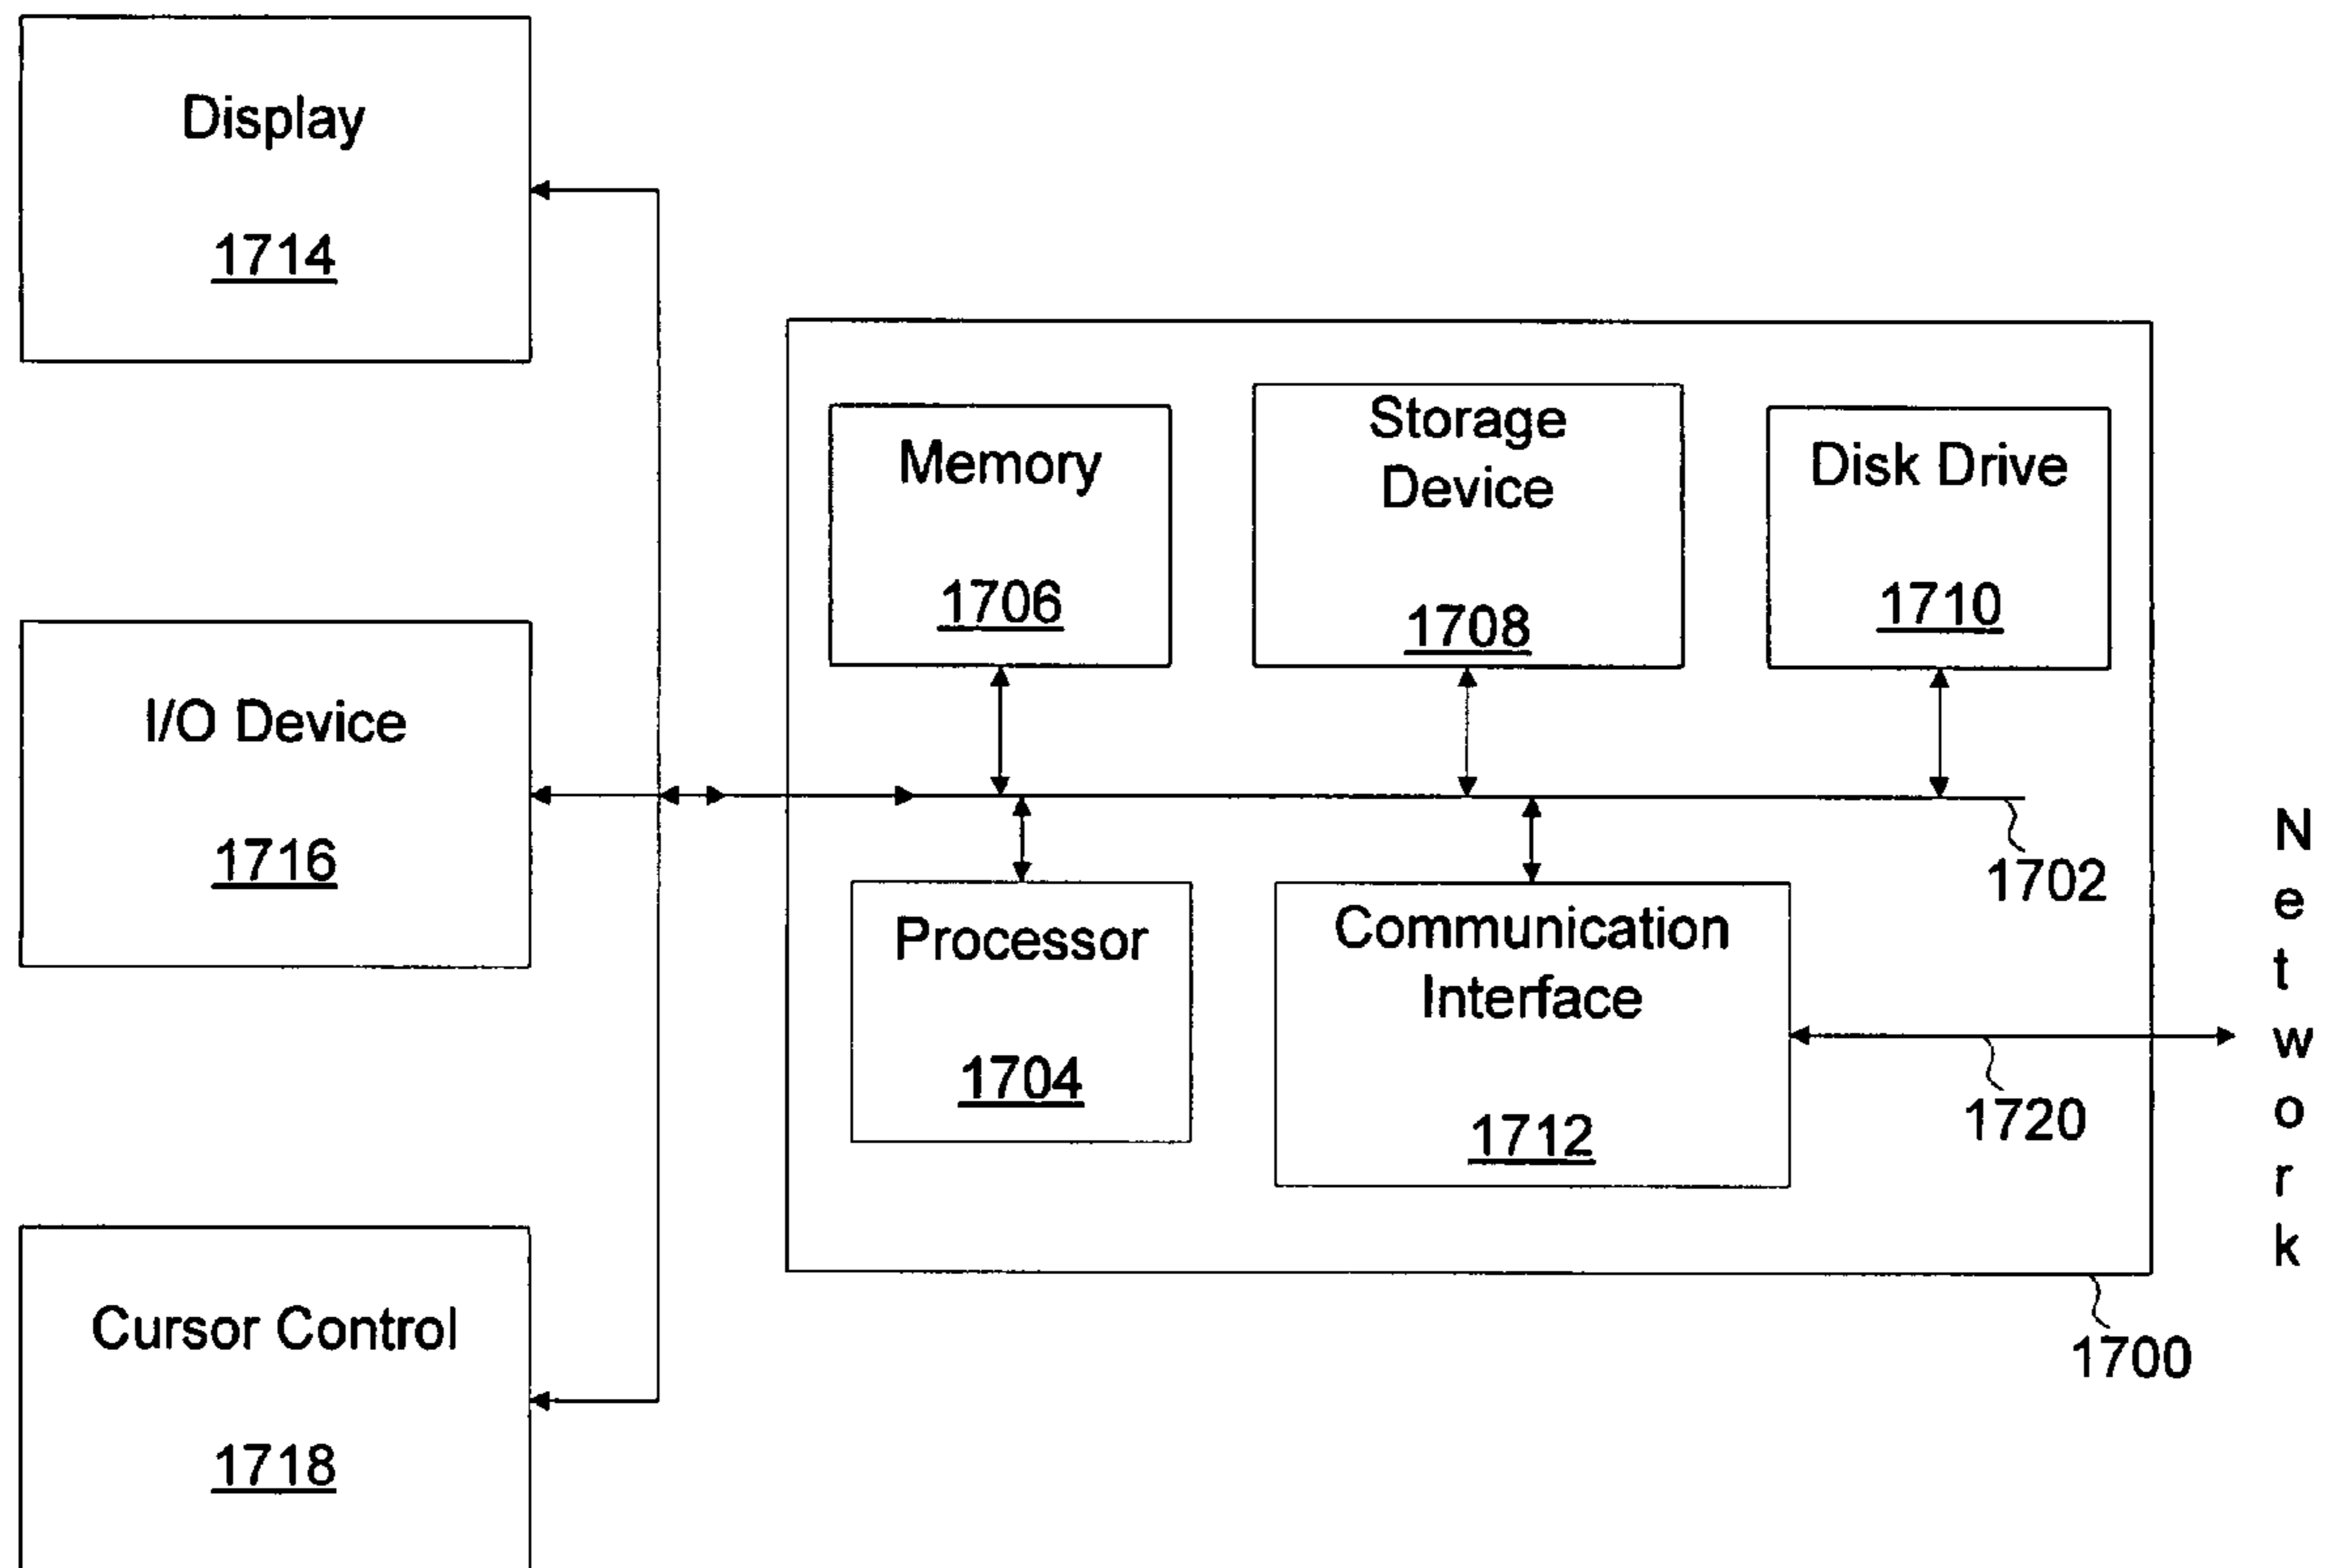 Display
1714
I/O Device
1716
Cursor Control
1718
Memory
1706
Storage
Device
1708
Disk Drive
1710
1702
Processor
1704
Communication
Interface
1712
1720
1700
Network